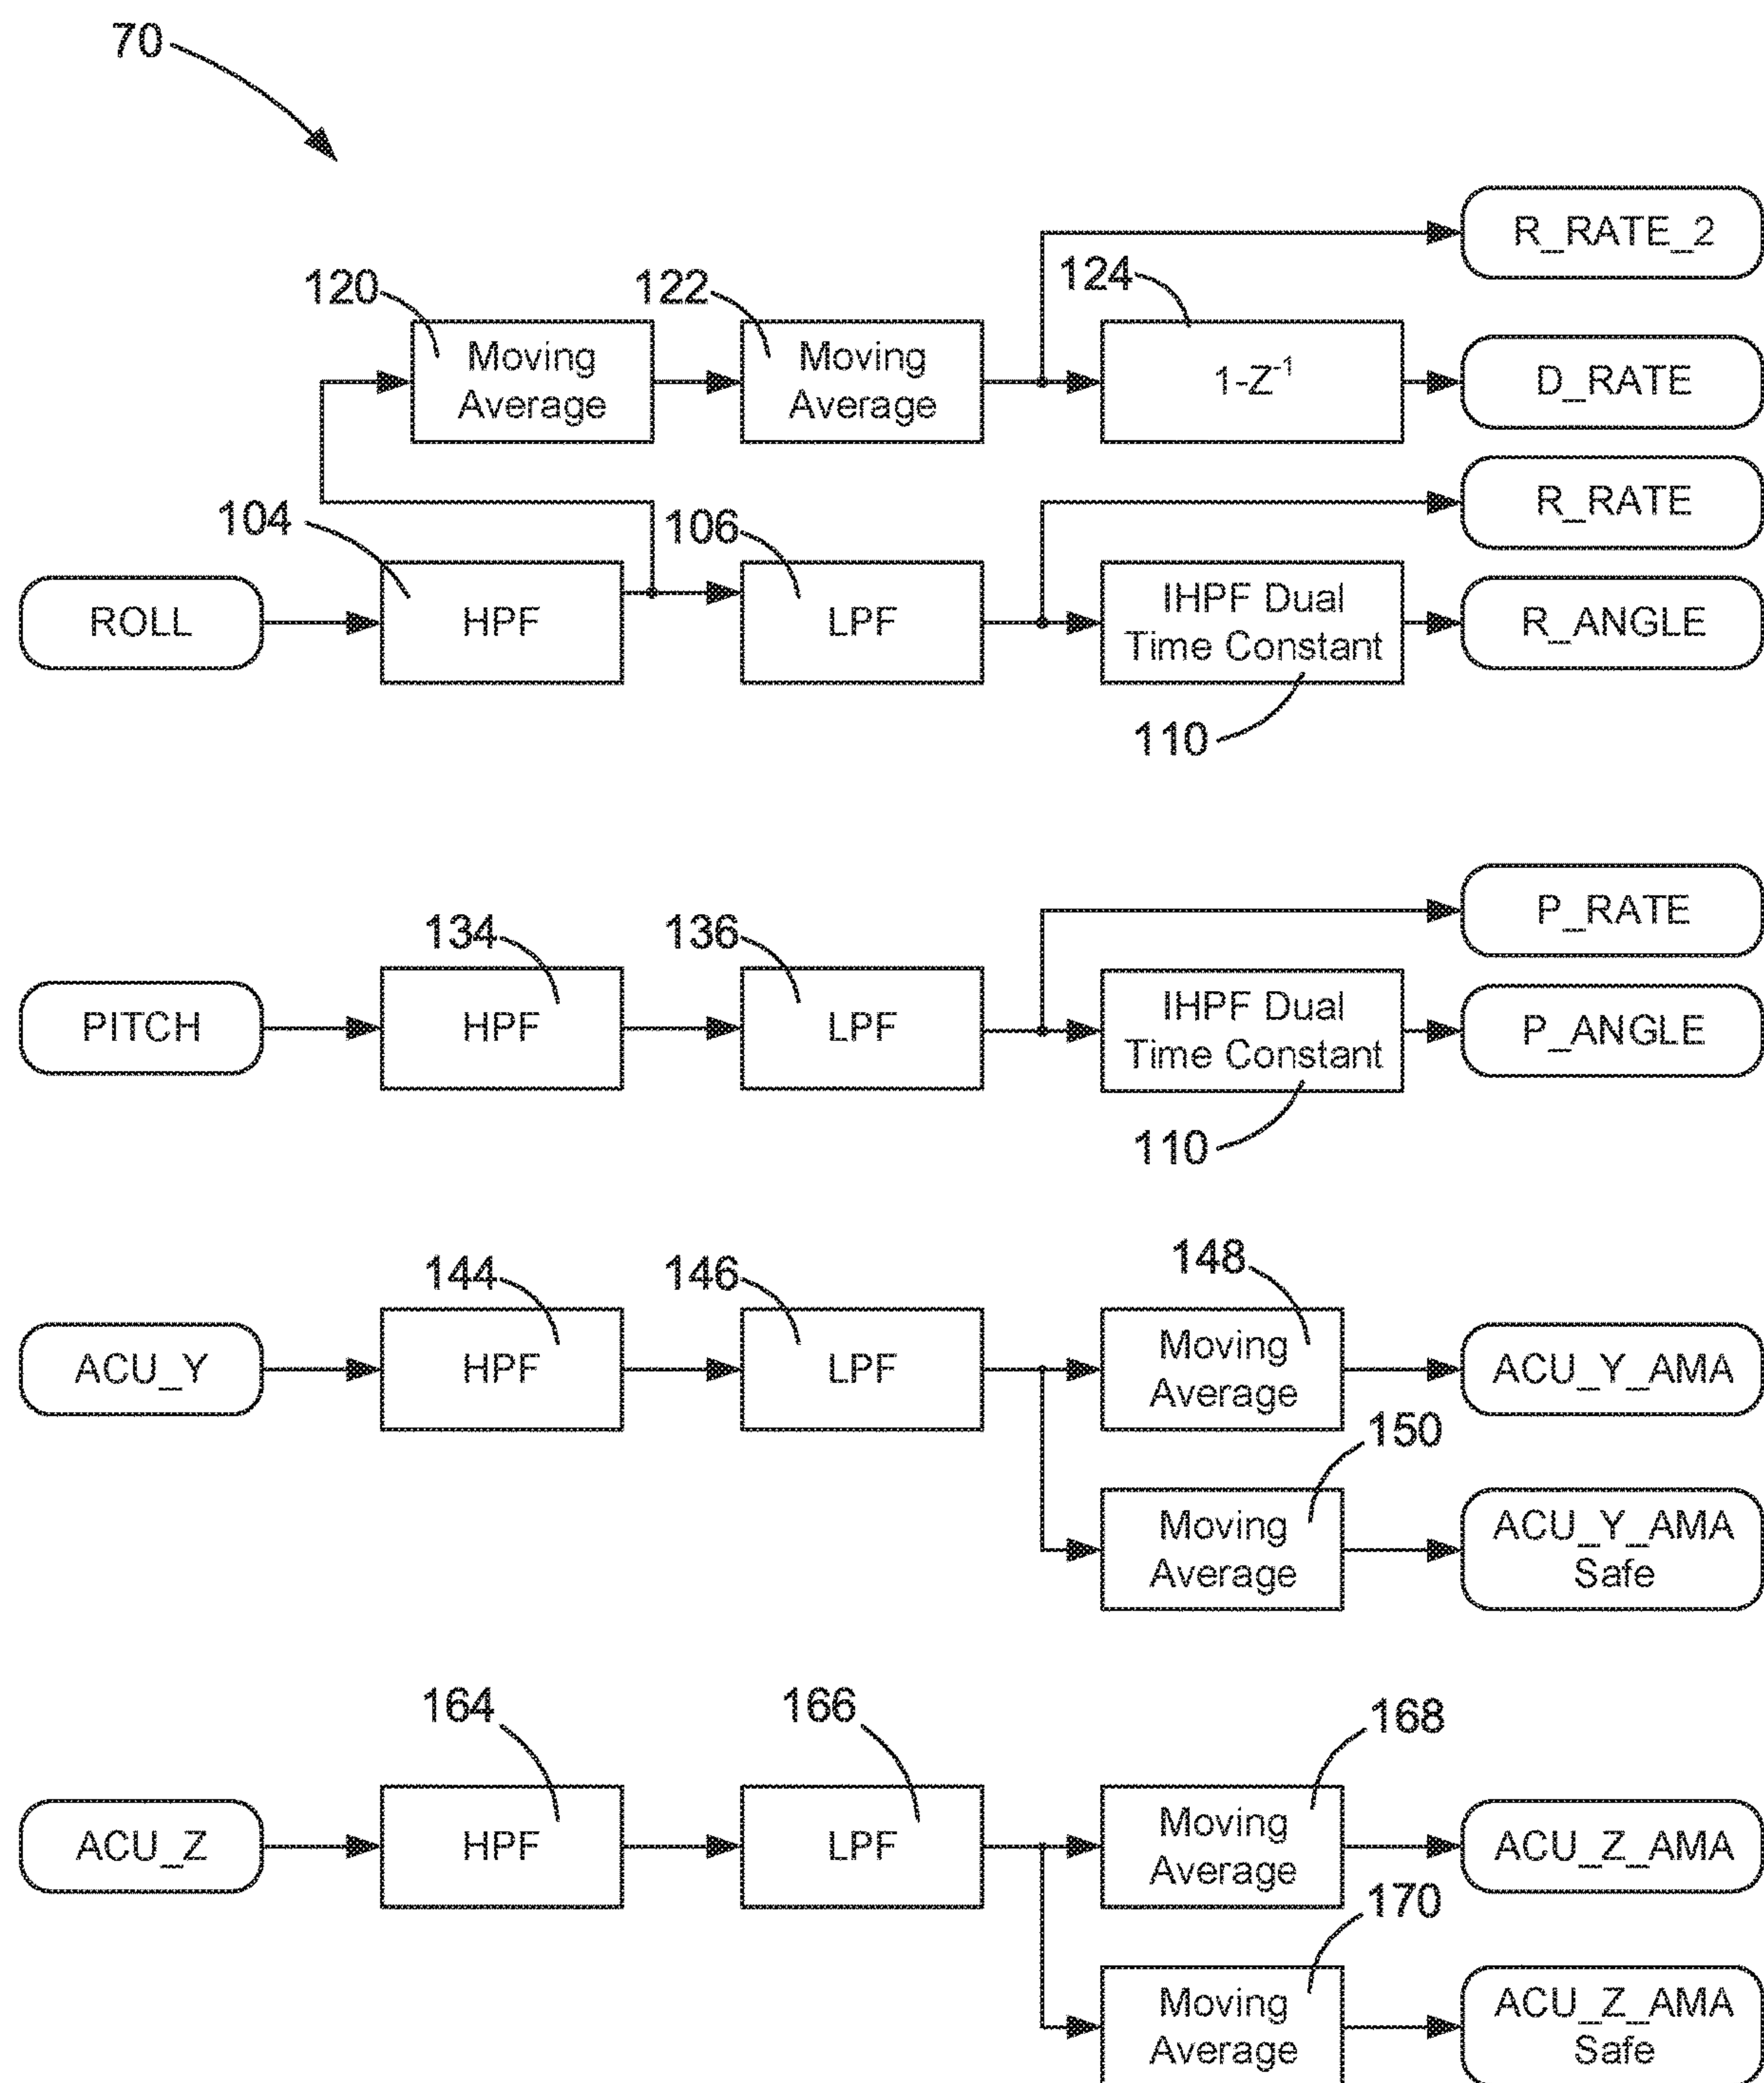 70
R_RATE_2
120
122
124
Moving
Average
Moving
Average
1-Z-1
D_RATE
R_RATE
104
106
ROLL
HPF
LPF
IHPF Dual
Time Constant
R_ANGLE
110
P_RATE
134
136
PITCH
HPF
LPF
IHPF Dual
Time Constant
P_ANGLE
110
144
146
148
ACU_Y
HPF
LPF
Moving
Average
ACU_Y_AMA
150
Moving
Average
ACU_Y_AMA
Safe
164
166
168
ACU_Z
HPF
LPF
Moving
Average
ACU_Z_AMA
170
Moving
Average
ACU_Z_AMA
Safe